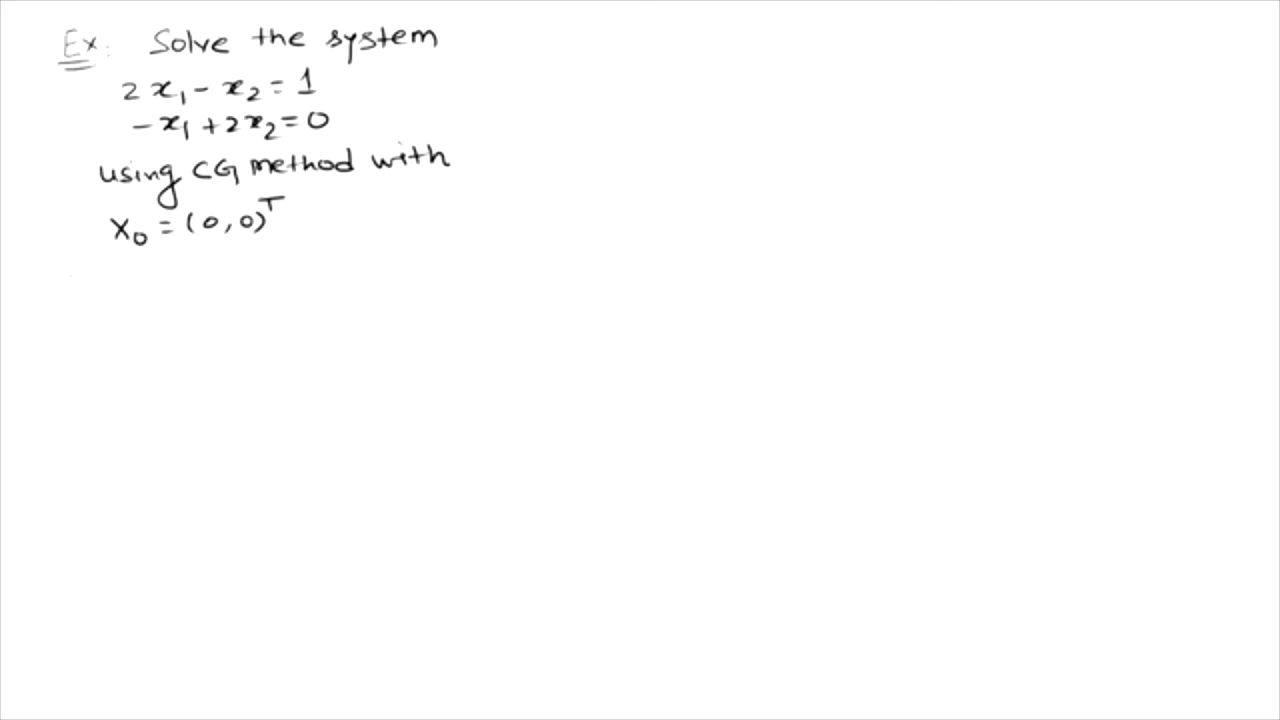 Ex: Solve the system
2x₁ - x₂ = 1
-x₁ + 2x₂ = 0
using CG method with
X₀ = (0,0)ᵀ